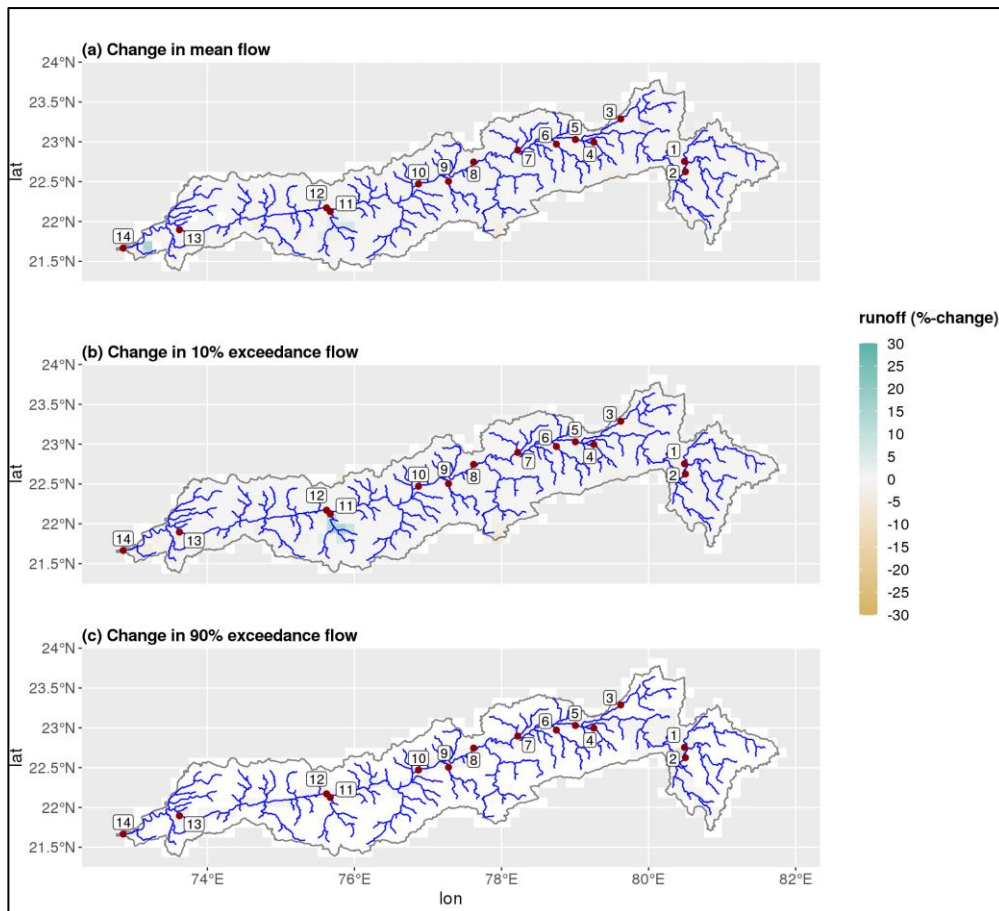 (a) Change in mean flow
24°N
23.5°N
23°N
22.5°N
22°N
21.5°N
lat
1
2
3
4
5
6
7
8
9
10
11
12
13
14
(b) Change in 10% exceedance flow
24°N
23.5°N
23°N
22.5°N
22°N
21.5°N
lat
1
2
3
4
5
6
7
8
9
10
11
12
13
14
(c) Change in 90% exceedance flow
24°N
23.5°N
23°N
22.5°N
22°N
21.5°N
lat
1
2
3
4
5
6
7
8
9
10
11
12
13
14
74°E 76°E 78°E 80°E 82°E
lon
runoff (%-change)
30
25
20
15
10
5
0
-5
-10
-15
-20
-25
-30